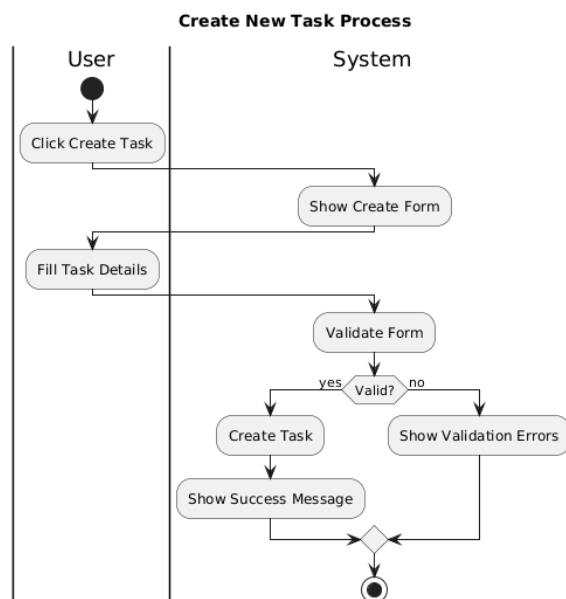 Create New Task Process
User
System
Click Create Task
Show Create Form
Fill Task Details
Validate Form
yes
Valid?
no
Create Task
Show Validation Errors
Show Success Message